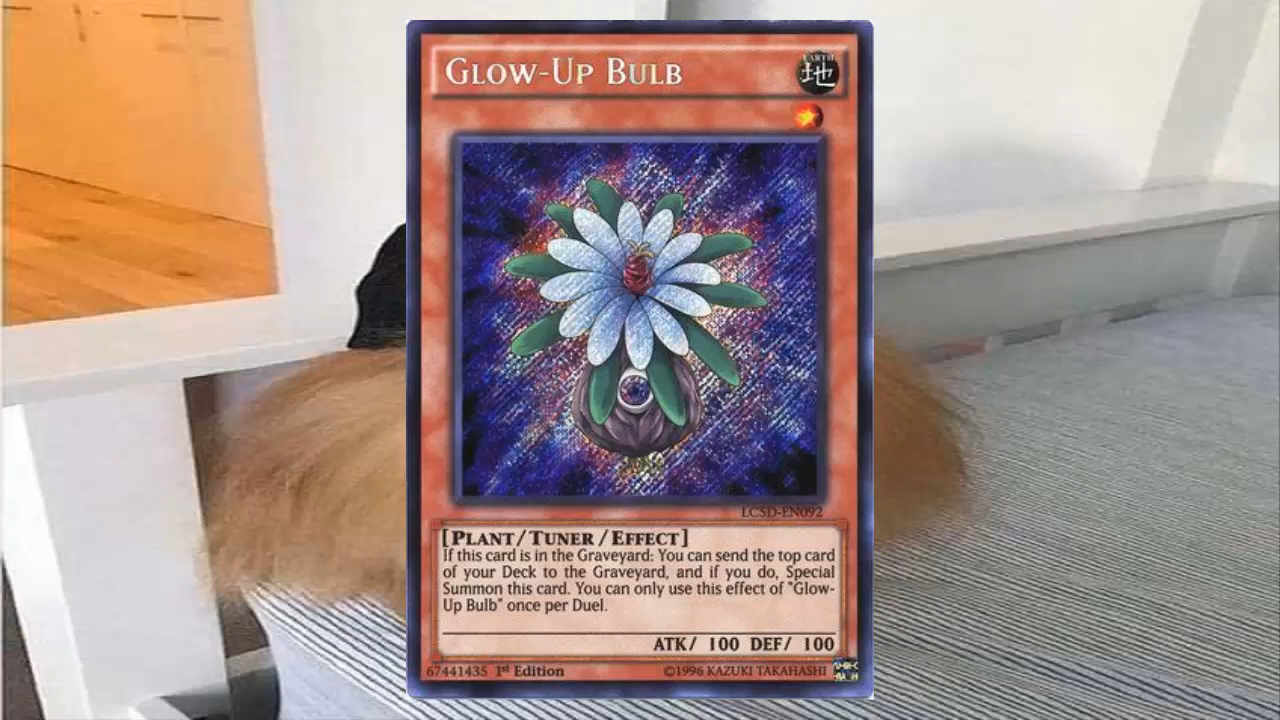 GLOW-UP BULB
EARTH
地
LC5D-EN092
[PLANT/TUNER/EFFECT]
If this card is in the Graveyard: You can send the top card
of your Deck to the Graveyard, and if you do, Special
Summon this card. You can only use this effect of "Glow-
Up Bulb" once per Duel.
ATK/ 100 DEF/ 100
67441435 1st Edition
©1996 KAZUKI TAKAHASHI